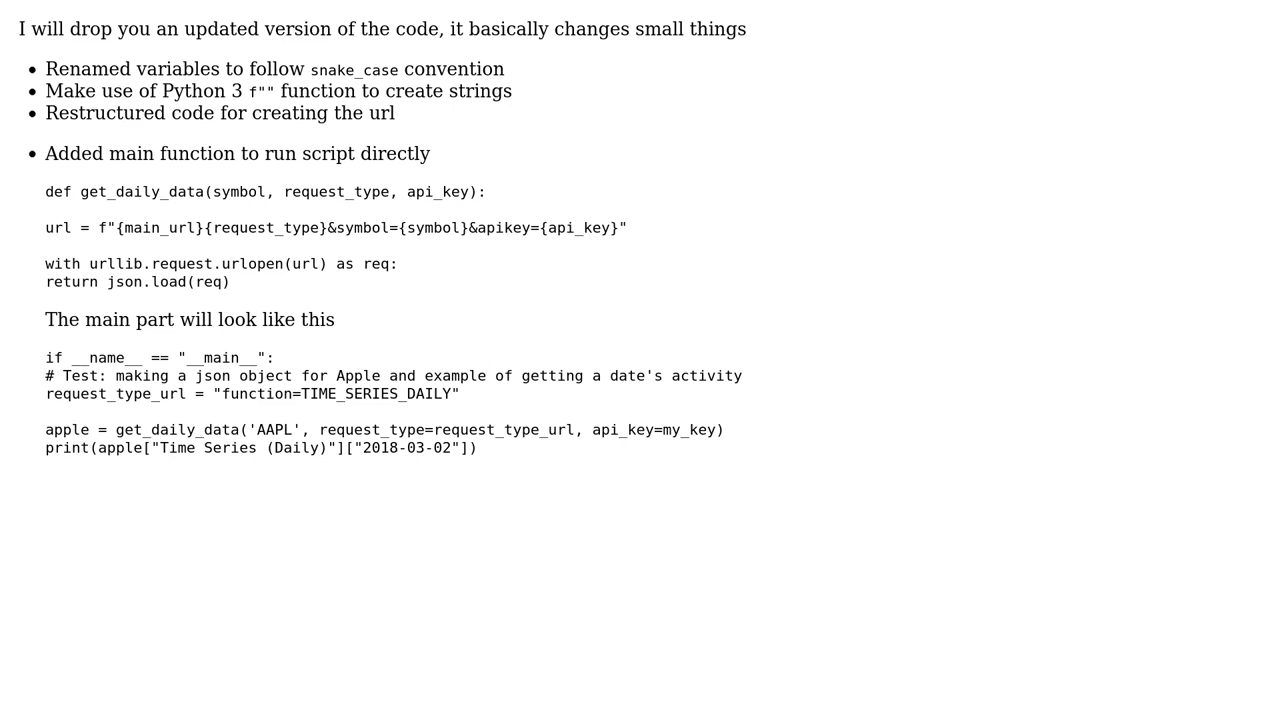 I will drop you an updated version of the code, it basically changes small things
Renamed variables to follow snake_case convention
Make use of Python 3 f"" function to create strings
Restructured code for creating the url
Added main function to run script directly
def get_daily_data(symbol, request_type, api_key):
url = f"{main_url}{request_type}&symbol={symbol}&apikey={api_key}"
with urllib.request.urlopen(url) as req:
return json.load(req)
The main part will look like this
if __name__ == "__main__":
# Test: making a json object for Apple and example of getting a date's activity
request_type_url = "function=TIME_SERIES_DAILY"
apple = get_daily_data('AAPL', request_type=request_type_url, api_key=my_key)
print(apple["Time Series (Daily)"]["2018-03-02"])